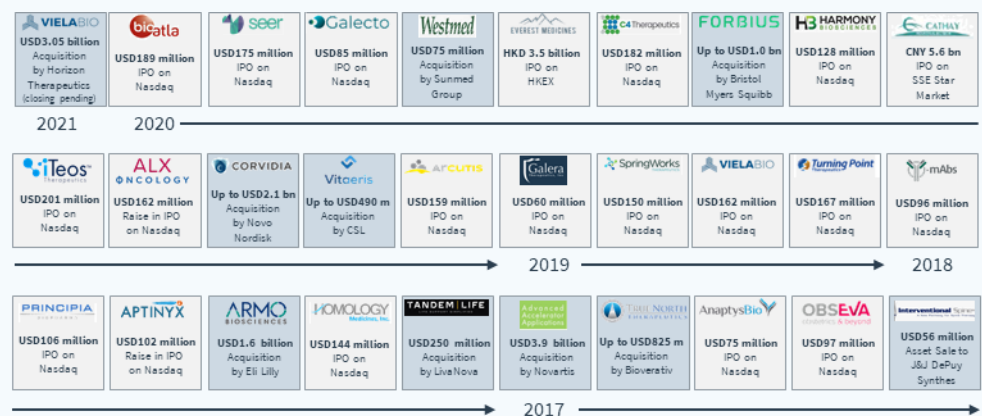 VIELABIO
USD3.05 billion
Acquisition
by Horizon
Therapeutics
(closing pending)
bioatla
USD189 million
IPO on
Nasdaq
seer
USD175 million
IPO on
Nasdaq
Galecto
USD85 million
IPO on
Nasdaq
Westmed
USD75 million
Acquisition
by Sunmed
Group
EVEREST MEDICINES
HKD 3.5 billion
IPO on
HKEX
C4 Therapeutics
USD182 million
IPO on
Nasdaq
FORBIUS
Up to USD1.0 bn
Acquisition
by Bristol
Myers Squibb
HARMONY
BIOSCIENCES
USD128 million
IPO on
Nasdaq
CATHAY
CNY 5.6 bn
IPO on
SSE Star
Market
2021
2020
iTeos
Therapeutics
USD201 million
IPO on
Nasdaq
ALX
ONCOLOGY
USD162 million
Raise in IPO
on Nasdaq
CORVIDIA
Up to USD2.1 bn
Acquisition
by Novo
Nordisk
Vitaeris
Up to USD490 m
Acquisition
by CSL
ARCUTIS
USD159 million
IPO on
Nasdaq
Galera
USD60 million
IPO on
Nasdaq
SpringWorks
USD150 million
IPO on
Nasdaq
VIELABIO
USD162 million
IPO on
Nasdaq
Turning Point
USD167 million
IPO on
Nasdaq
Y-mAbs
USD96 million
IPO on
Nasdaq
2019
2018
PRINCIPIA
USD106 million
IPO on
Nasdaq
APTINYX
USD102 million
Raise in IPO
on Nasdaq
ARMO
BIOSCIENCES
USD1.6 billion
Acquisition
by Eli Lilly
HOMOLOGY
Medicines, Inc.
USD144 million
IPO on
Nasdaq
TANDEM LIFE
USD250 million
Acquisition
by LivaNova
Advanced
Accelerator
Applications
USD3.9 billion
Acquisition
by Novartis
TRUE NORTH
THERAPEUTICS
Up to USD825 m
Acquisition
by Bioverativ
AnaptysBio
USD75 million
IPO on
Nasdaq
OBSEVA
obstetrics & beyond
USD97 million
IPO on
Nasdaq
Interventional Spine
USD56 million
Asset Sale to
J&J DePuy
Synthes
2017